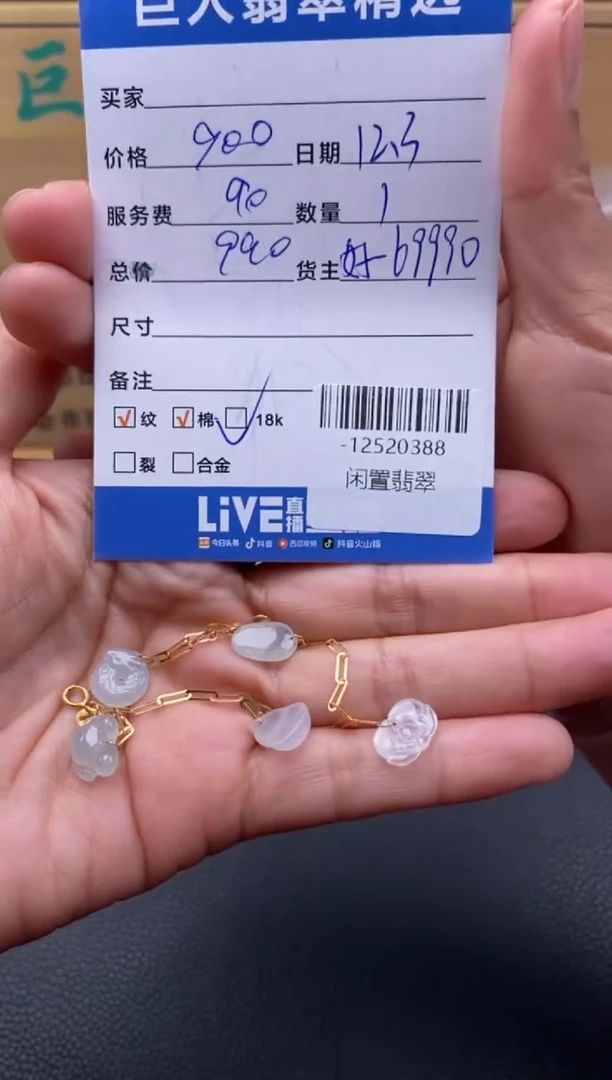 巨人翡翠精选
巨
买家
价格 900 日期 12.3
服务费 90 数量 1
总价 990 货主 好-69990
尺寸
备注
纹 棉 18k
裂 合金
-12520388
闲置翡翠
LiVE直播
今日头条 抖音 西瓜视频 抖音火山版